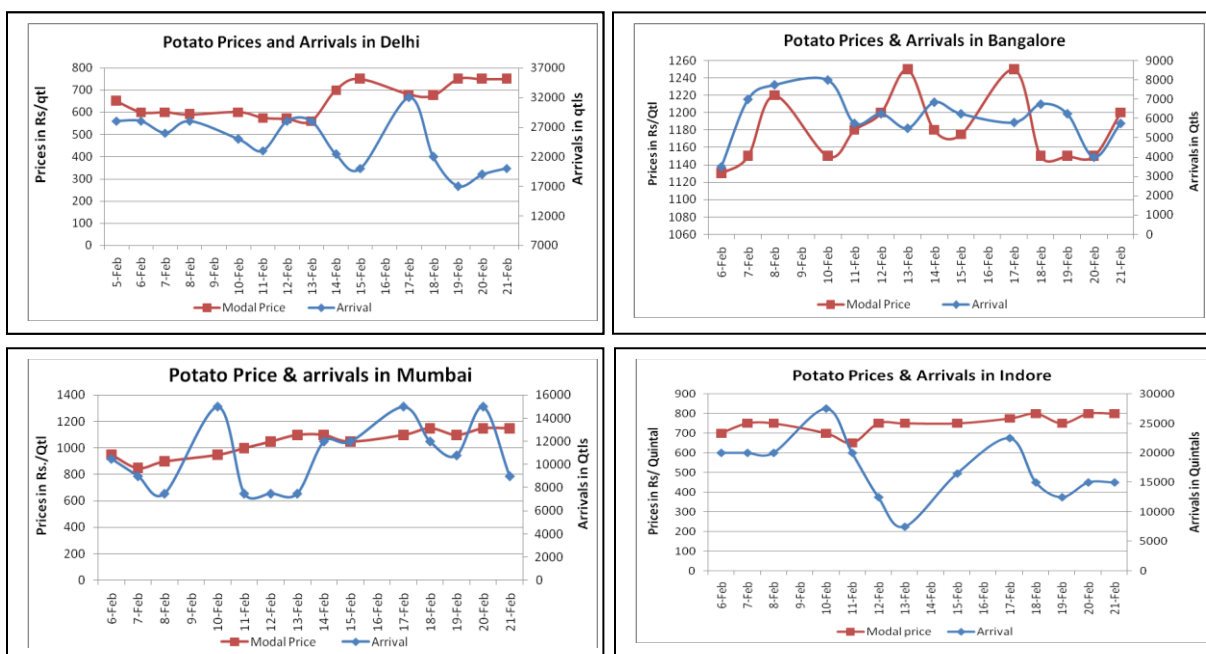 Potato Prices and Arrivals in Delhi
Prices in Rs/qtl
800
700
600
500
400
300
200
100
0
37000
32000
27000
22000
17000
12000
7000
Arrivals in qtls
5-Feb
6-Feb
7-Feb
8-Feb
9-Feb
10-Feb
11-Feb
12-Feb
13-Feb
14-Feb
15-Feb
16-Feb
17-Feb
18-Feb
19-Feb
20-Feb
21-Feb
Modal Price Arrival
Potato Prices & Arrivals in Bangalore
Prices in Rs/Qtl
1260
1240
1220
1200
1180
1160
1140
1120
1100
1080
1060
9000
8000
7000
6000
5000
4000
3000
2000
1000
0
Arrivals in Qtls
6-Feb
7-Feb
8-Feb
9-Feb
10-Feb
11-Feb
12-Feb
13-Feb
14-Feb
15-Feb
16-Feb
17-Feb
18-Feb
19-Feb
20-Feb
21-Feb
Modal Price Arrival
Potato Price & arrivals in Mumbai
Prices in Rs,/Qtl
1400
1200
1000
800
600
400
200
0
16000
14000
12000
10000
8000
6000
4000
2000
0
Arrivals in Qtls
6-Feb
7-Feb
8-Feb
9-Feb
10-Feb
11-Feb
12-Feb
13-Feb
14-Feb
15-Feb
16-Feb
17-Feb
18-Feb
19-Feb
20-Feb
21-Feb
Modal Price Arrival
Potato Prices & Arrivals in Indore
Prices in Rs/ Quintal
900
800
700
600
500
400
300
200
100
0
30000
25000
20000
15000
10000
5000
0
Arrivals in Quintals
6-Feb
7-Feb
8-Feb
9-Feb
10-Feb
11-Feb
12-Feb
13-Feb
14-Feb
15-Feb
16-Feb
17-Feb
18-Feb
19-Feb
20-Feb
21-Feb
Modal price Arrival